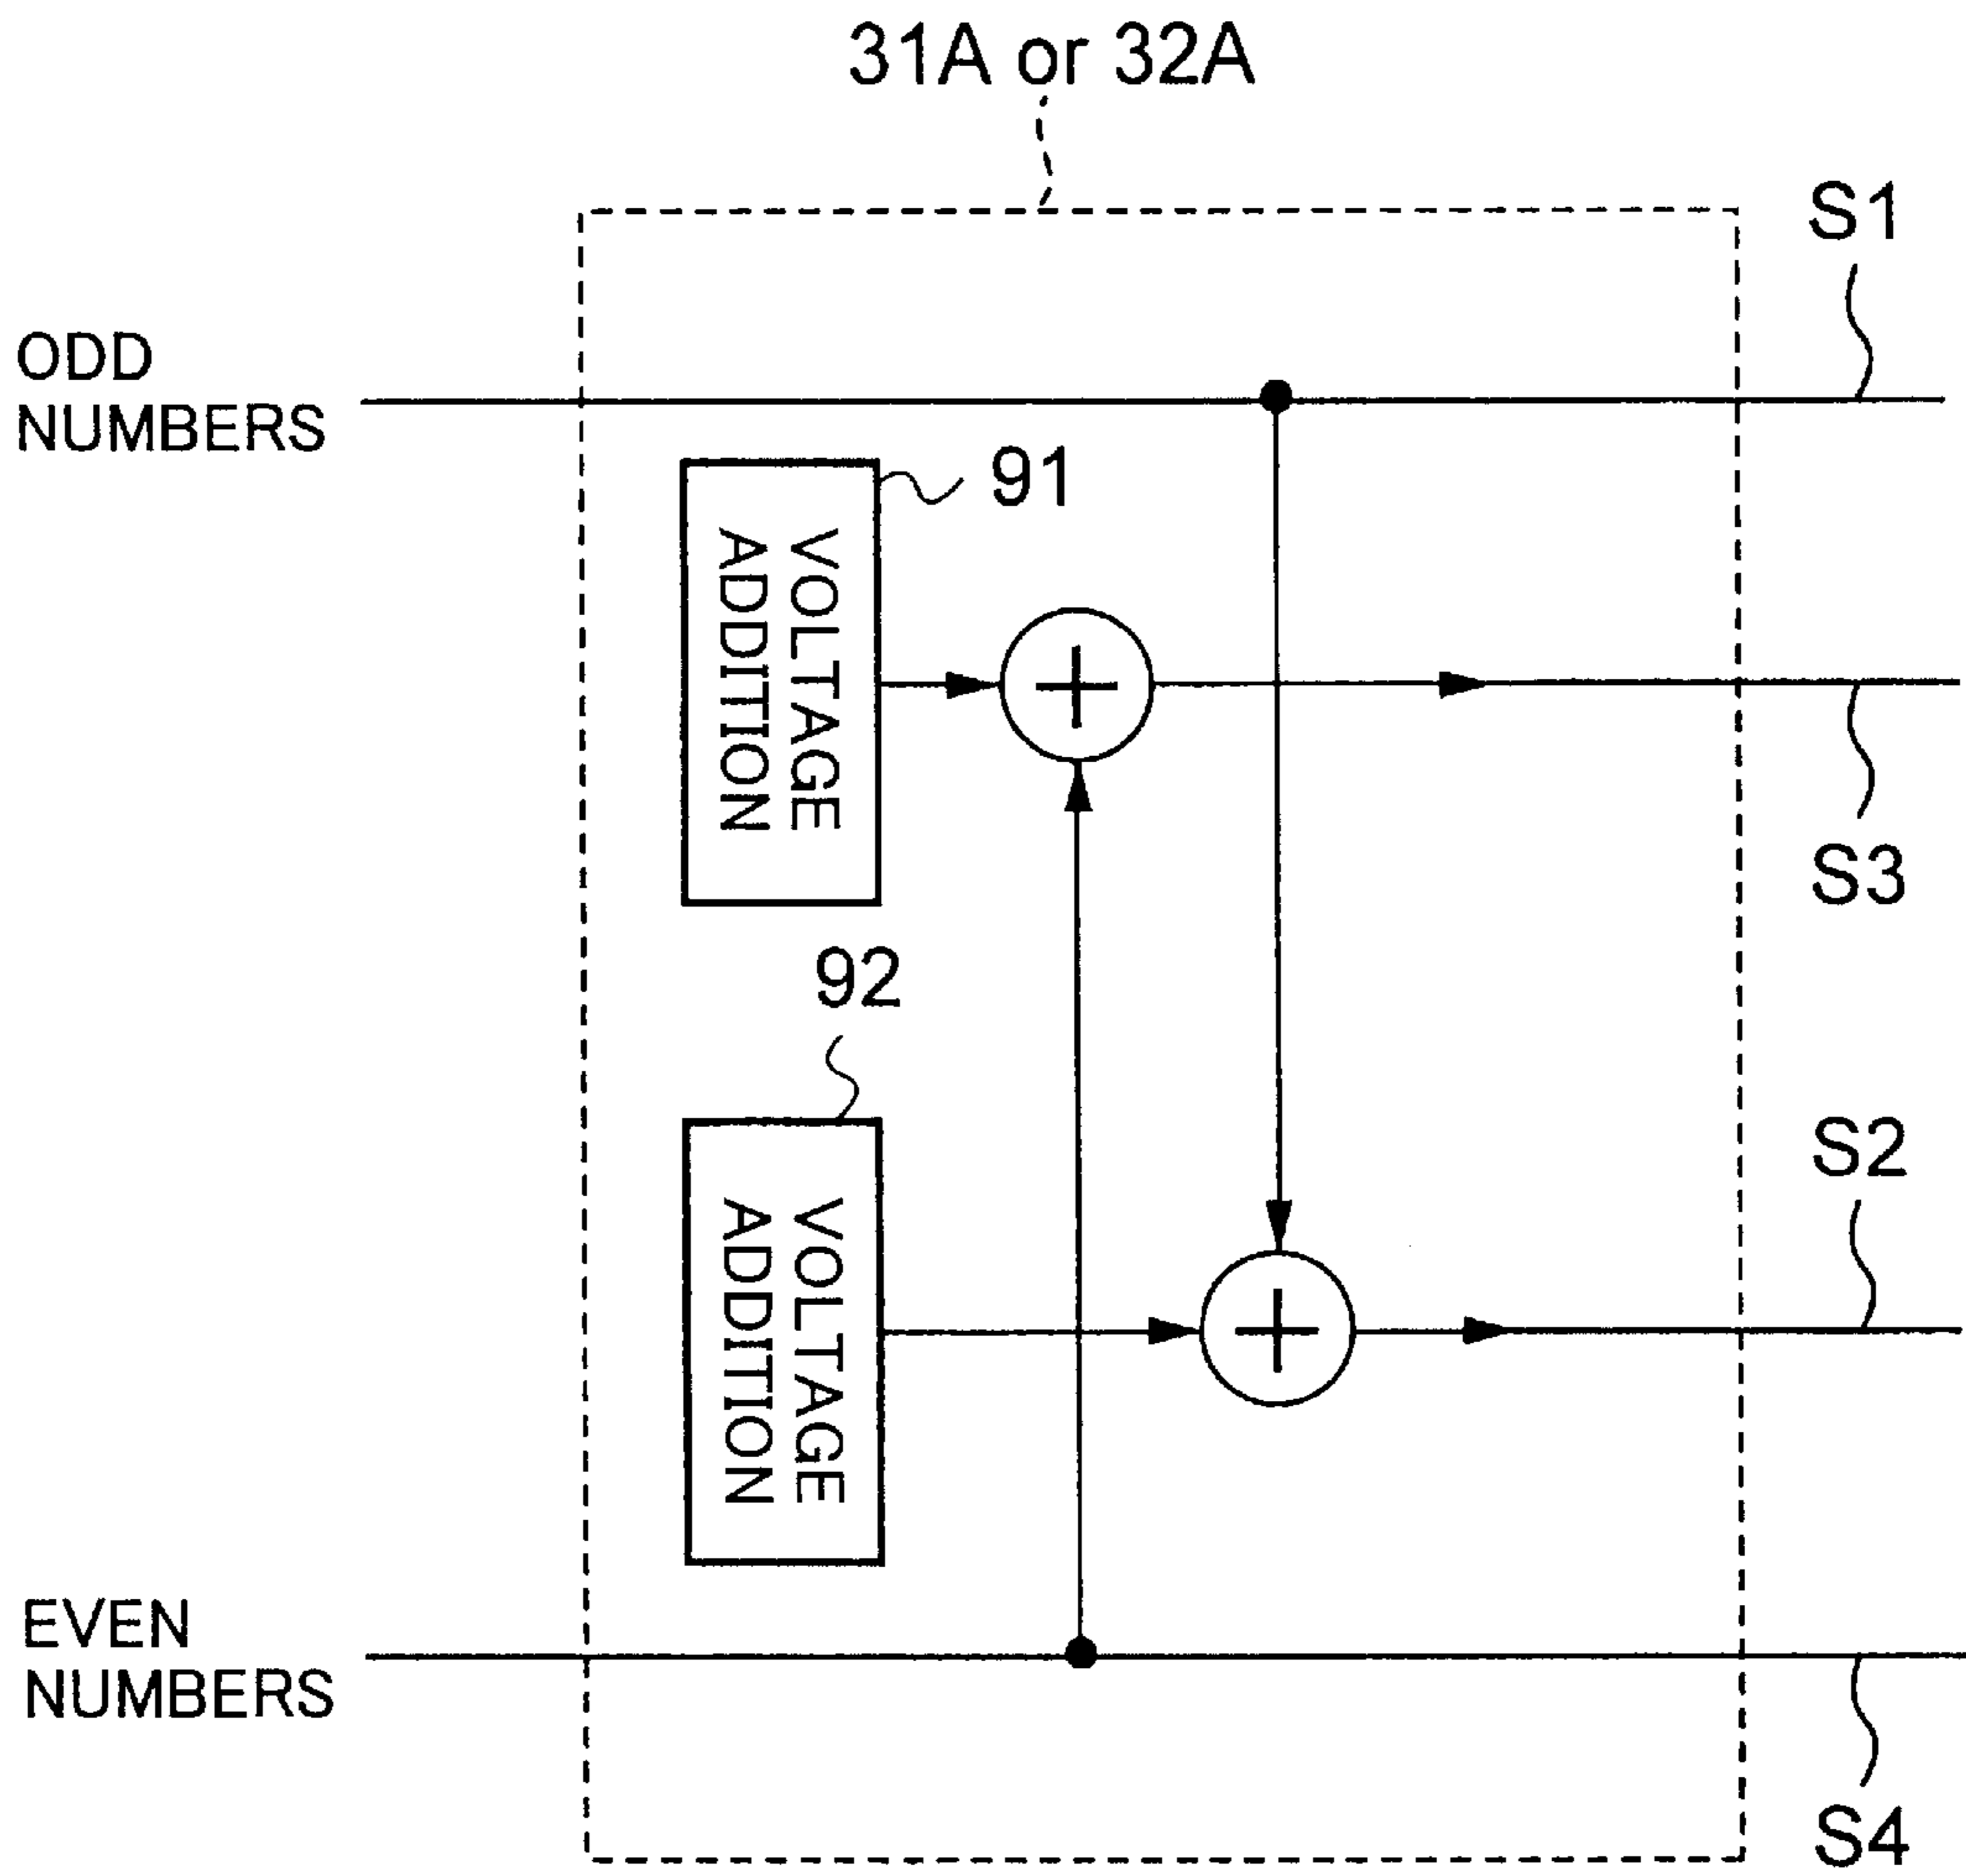 31A or 32A
S1
ODD
NUMBERS
91
VOLTAGE
ADDITION
S3
92
S2
VOLTAGE
ADDITION
EVEN
NUMBERS
S4